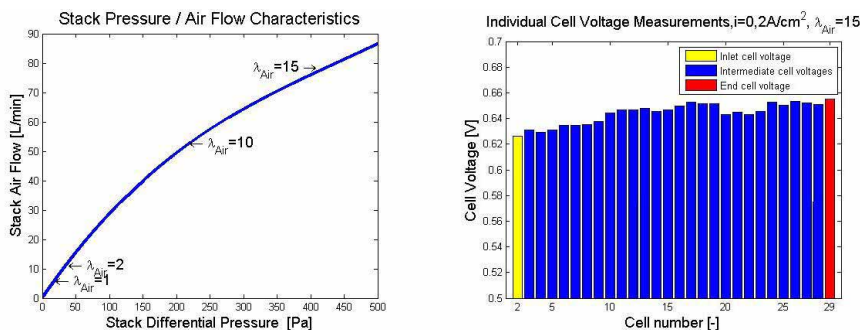 Stack Pressure / Air Flow Characteristics
90
80
70
60
50
40
30
20
10
0
Stack Air Flow [L/min]
λAir=15 →
← λAir=10
← λAir=2
← λAir=1
0 50 100 150 200 250 300 350 400 450 500
Stack Differential Pressure [Pa]
Individual Cell Voltage Measurements,i=0,2A/cm², λAir=15
0.7
0.68
0.66
0.64
0.62
0.6
0.58
0.56
0.54
0.52
0.5
Cell Voltage [V]
Inlet cell voltage
Intermediate cell voltages
End cell voltage
2 5 10 15 20 25 29
Cell number [-]